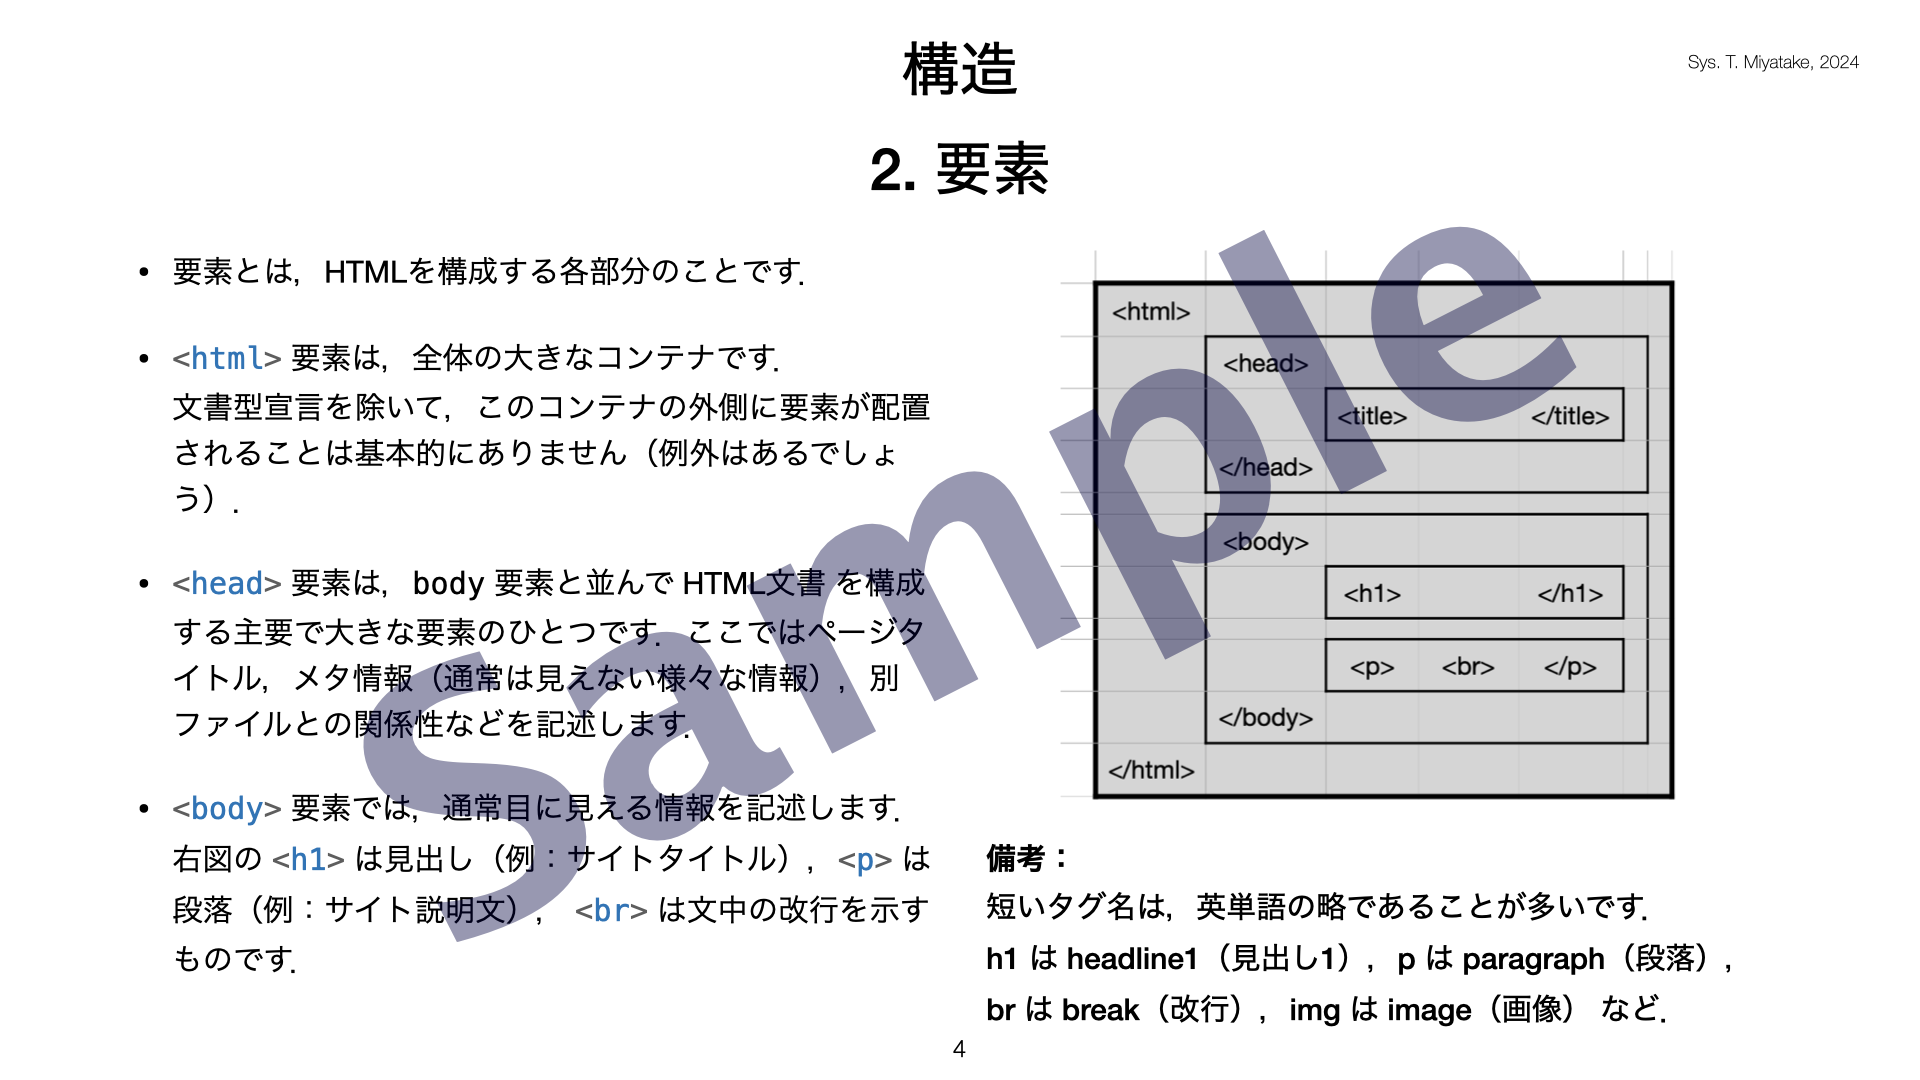 構造
Sys. T. Miyatake, 2024
2. 要素
• 要素とは，HTMLを構成する各部分のことです．
• <html> 要素は，全体の大きなコンテナです．
文書型宣言を除いて，このコンテナの外側に要素が配置
されることは基本的にありません（例外はあるでしょ
う）．
• <head> 要素は，body 要素と並んで HTML文書 を構成
する主要で大きな要素のひとつです．ここではページタ
イトル，メタ情報（通常は見えない様々な情報），別
ファイルとの関係性などを記述します．
• <body> 要素では，通常目に見える情報を記述します．
右図の <h1> は見出し（例：サイトタイトル），<p> は
段落（例：サイト説明文）， <br> は文中の改行を示す
ものです．
<html>
<head>
<title> </title>
</head>
<body>
<h1> </h1>
<p> <br> </p>
</body>
</html>
備考：
短いタグ名は，英単語の略であることが多いです．
h1 は headline1（見出し1），p は paragraph（段落），
br は break（改行），img は image（画像） など．
Sample
4